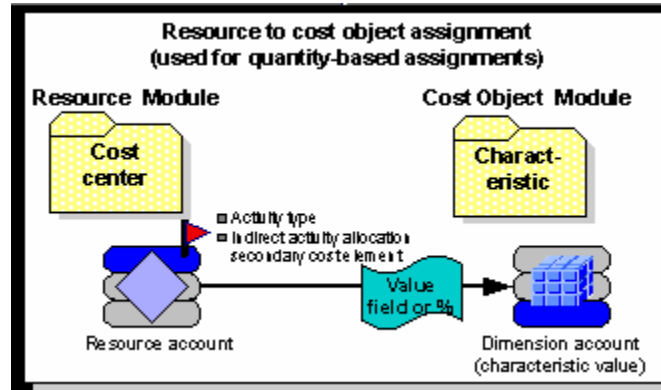 Resource to cost object assignment
(used for quantity-based assignments)
Resource Module
Cost Object Module
Cost
center
Charact-
eristic
Activity type
Indirect activity allocation
secondary cost element
Value
field or %
Resource account
Dimension account
(characteristic value)